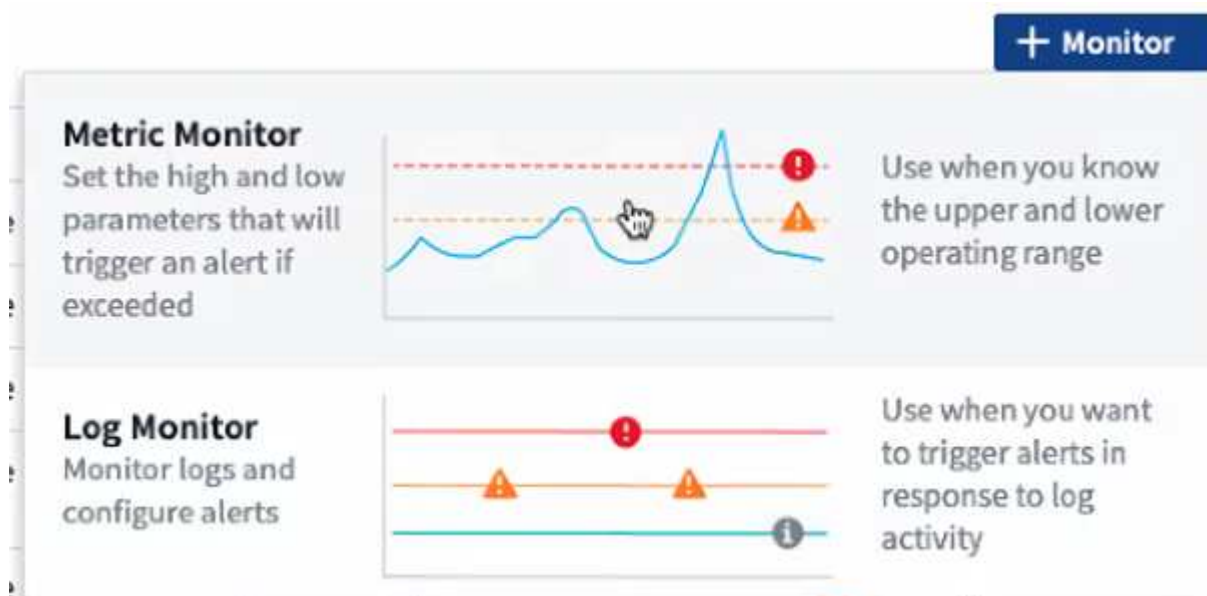 + Monitor
Metric Monitor
Set the high and low
parameters that will
trigger an alert if
exceeded
Use when you know
the upper and lower
operating range
Log Monitor
Monitor logs and
configure alerts
Use when you want
to trigger alerts in
response to log
activity